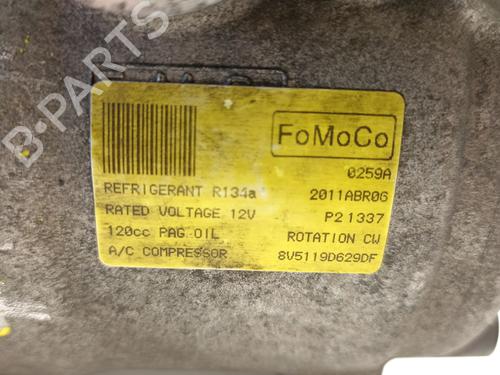 FoMoCo
0259A
REFRIGERANT R134a 2011ABR06
RATED VOLTAGE 12V P21337
120cc PAG OIL ROTATION CW
A/C COMPRESSOR 8V5119D629DF
B-PARTS